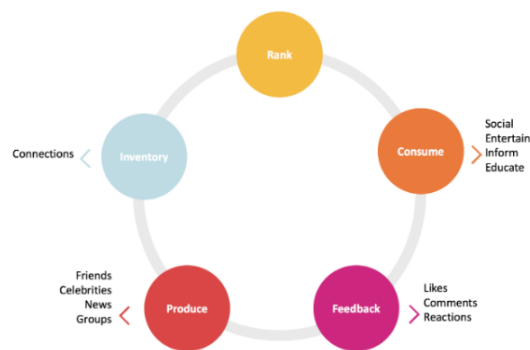 Rank
Consume
Social
Entertain
Inform
Educate
Feedback
Likes
Comments
Reactions
Produce
Friends
Celebrities
News
Groups
Inventory
Connections